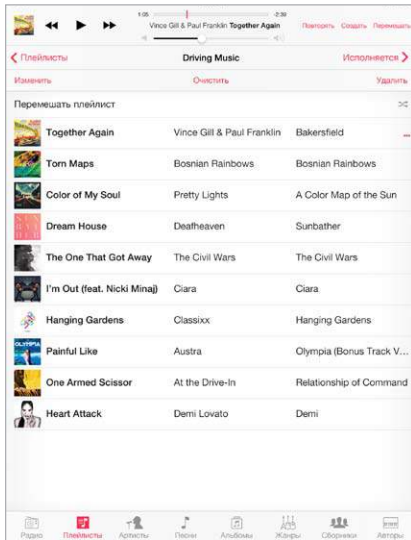 1:05 -2:39
Vince Gill & Paul Franklin Together Again Повторять Создать Перемешать
Плейлисты Driving Music Исполняется
Изменить Очистить Удалить
Перемешать плейлист
Together Again Vince Gill & Paul Franklin Bakersfield
Torn Maps Bosnian Rainbows Bosnian Rainbows
Color of My Soul Pretty Lights A Color Map of the Sun
Dream House Deafheaven Sunbather
The One That Got Away The Civil Wars The Civil Wars
I'm Out (feat. Nicki Minaj) Ciara Ciara
Hanging Gardens Classixx Hanging Gardens
Painful Like Austra Olympia (Bonus Track V...
One Armed Scissor At the Drive-In Relationship of Command
Heart Attack Demi Lovato Demi
Радио Плейлисты Артисты Песни Альбомы Жанры Сборники Авторы